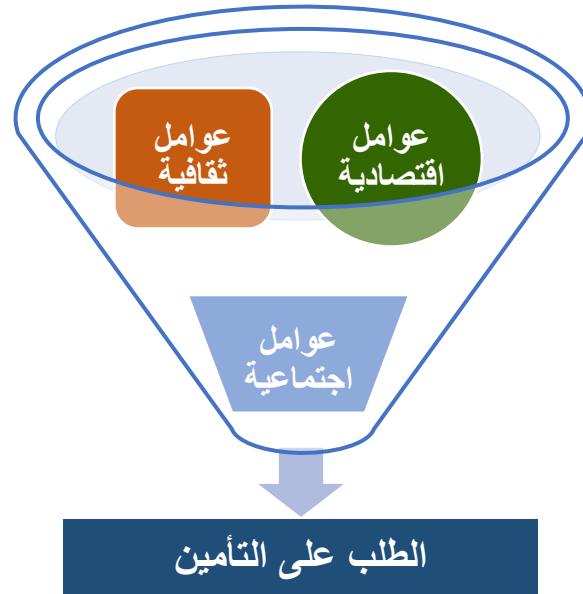 عوامل
اقتصادية
عوامل
ثقافية
عوامل
اجتماعية
الطلب على التأمين